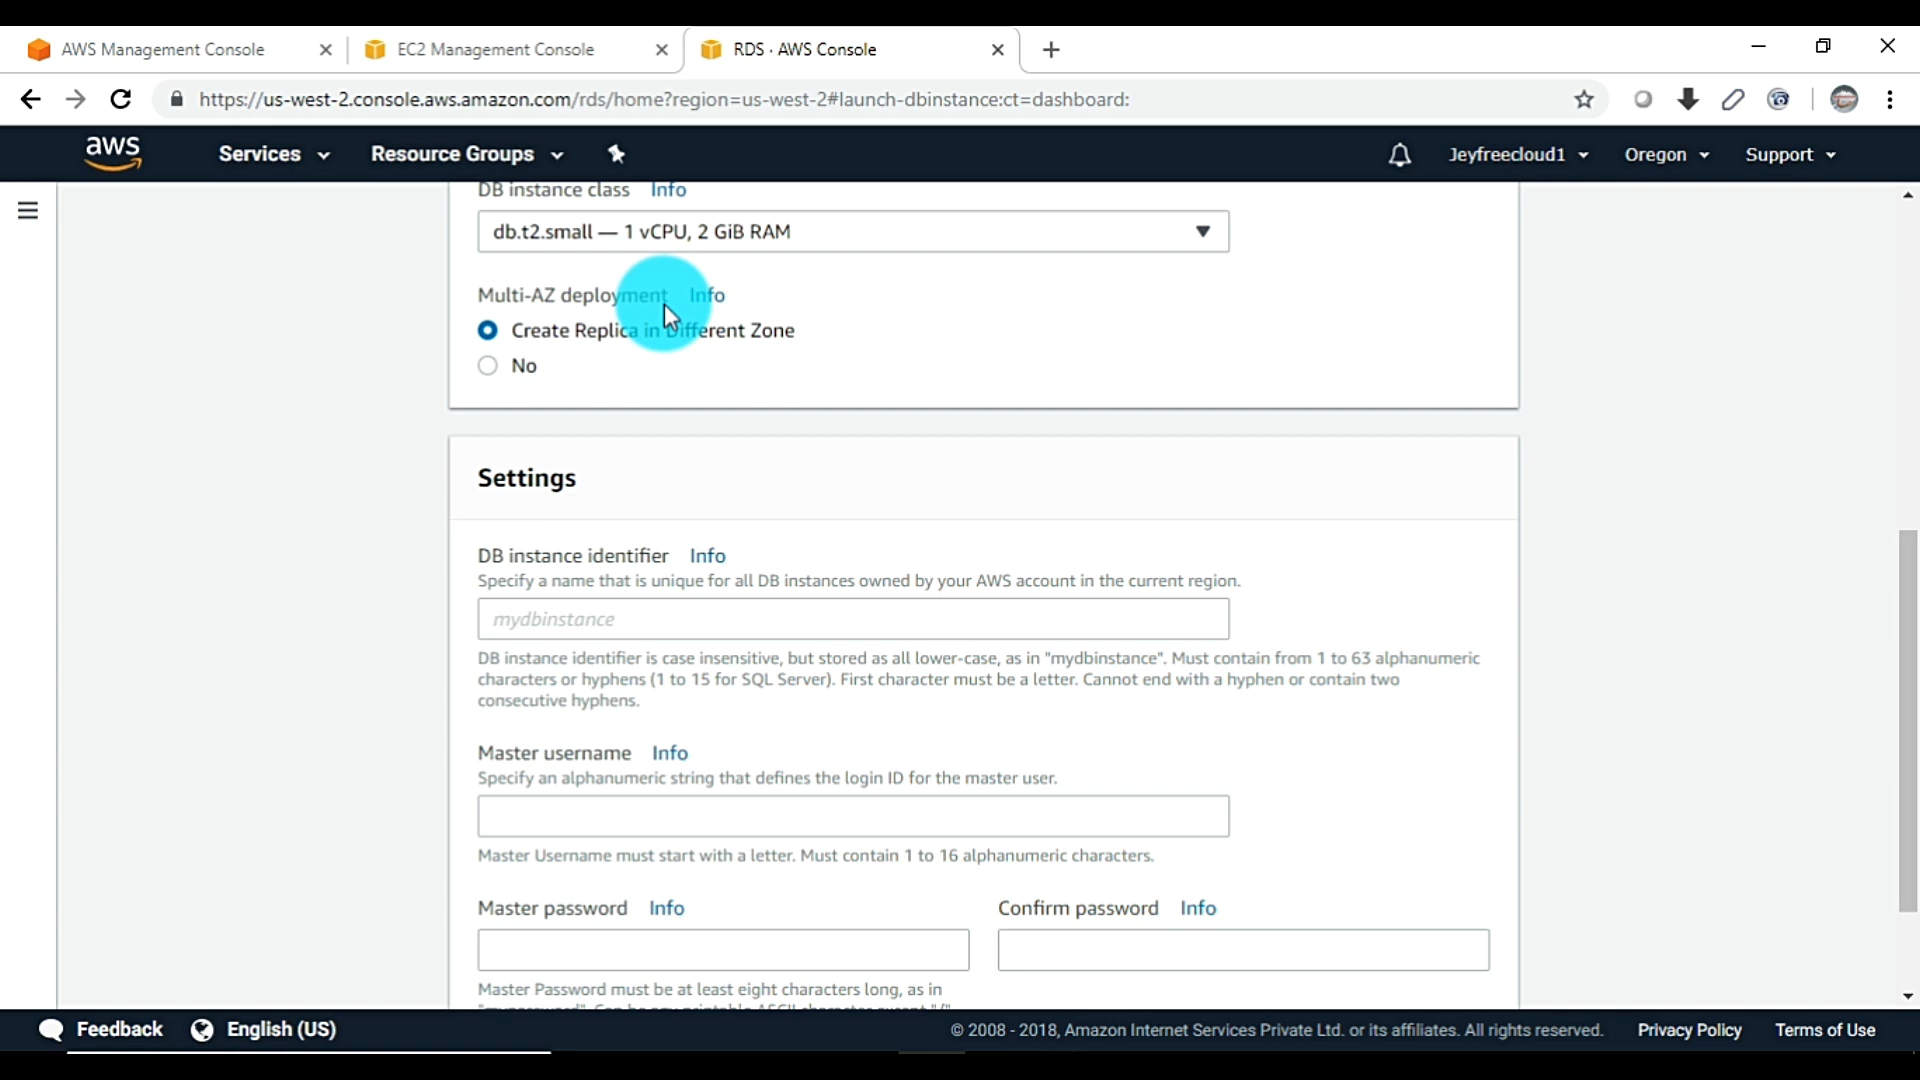 AWS Management Console
EC2 Management Console
RDS · AWS Console
https://us-west-2.console.aws.amazon.com/rds/home?region=us-west-2#launch-dbinstance:ct=dashboard:
aws Services Resource Groups Jeyfreecloud1 Oregon Support
DB instance class Info
db.t2.small — 1 vCPU, 2 GiB RAM
Multi-AZ deployment Info
Create Replica in Different Zone
No
Settings
DB instance identifier Info
Specify a name that is unique for all DB instances owned by your AWS account in the current region.
mydbinstance
DB instance identifier is case insensitive, but stored as all lower-case, as in "mydbinstance". Must contain from 1 to 63 alphanumeric
characters or hyphens (1 to 15 for SQL Server). First character must be a letter. Cannot end with a hyphen or contain two
consecutive hyphens.
Master username Info
Specify an alphanumeric string that defines the login ID for the master user.
Master Username must start with a letter. Must contain 1 to 16 alphanumeric characters.
Master password Info
Confirm password Info
Master Password must be at least eight characters long, as in
Feedback English (US) © 2008 - 2018, Amazon Internet Services Private Ltd. or its affiliates. All rights reserved. Privacy Policy Terms of Use